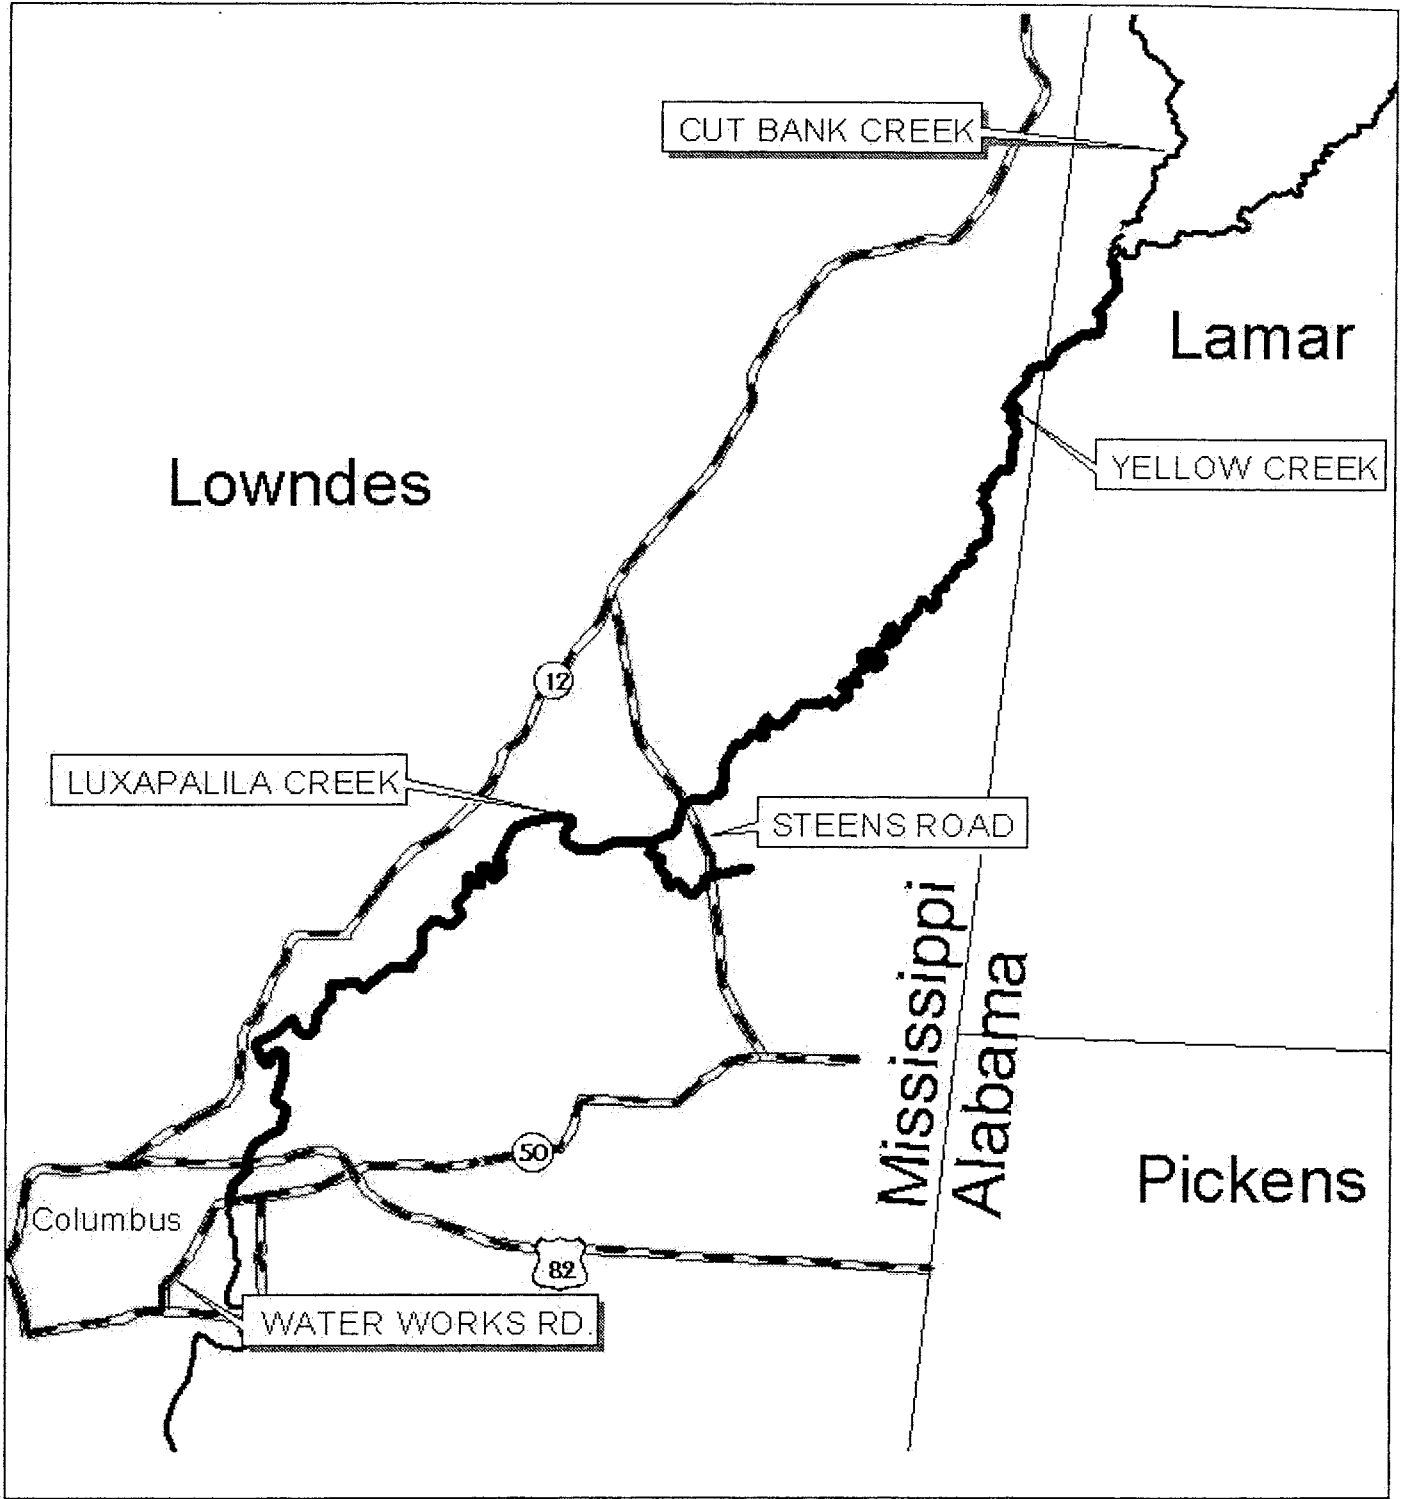 CUT BANK CREEK
Lamar
YELLOW CREEK
Lowndes
12
LUXAPALILA CREEK
STEENS ROAD
Mississippi
Alabama
50
Pickens
Columbus
82
WATER WORKS RD.